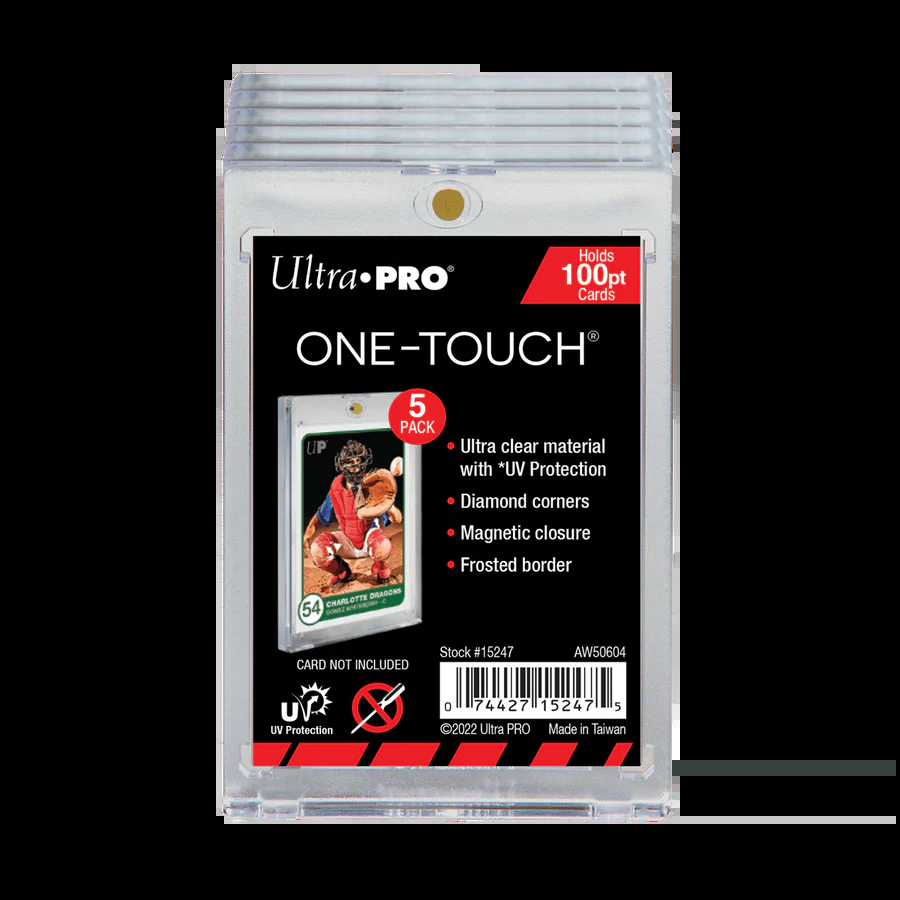 Ultra•PRO®
Holds
100pt
Cards
ONE-TOUCH®
5
PACK
UP
• Ultra clear material
with *UV Protection
• Diamond corners
• Magnetic closure
• Frosted border
54
CHARLOTTE DRAGONS
CARD NOT INCLUDED
Stock #15247
AW50604
UV
UV Protection
0 74427 15247 5
©2022 Ultra PRO
Made in Taiwan